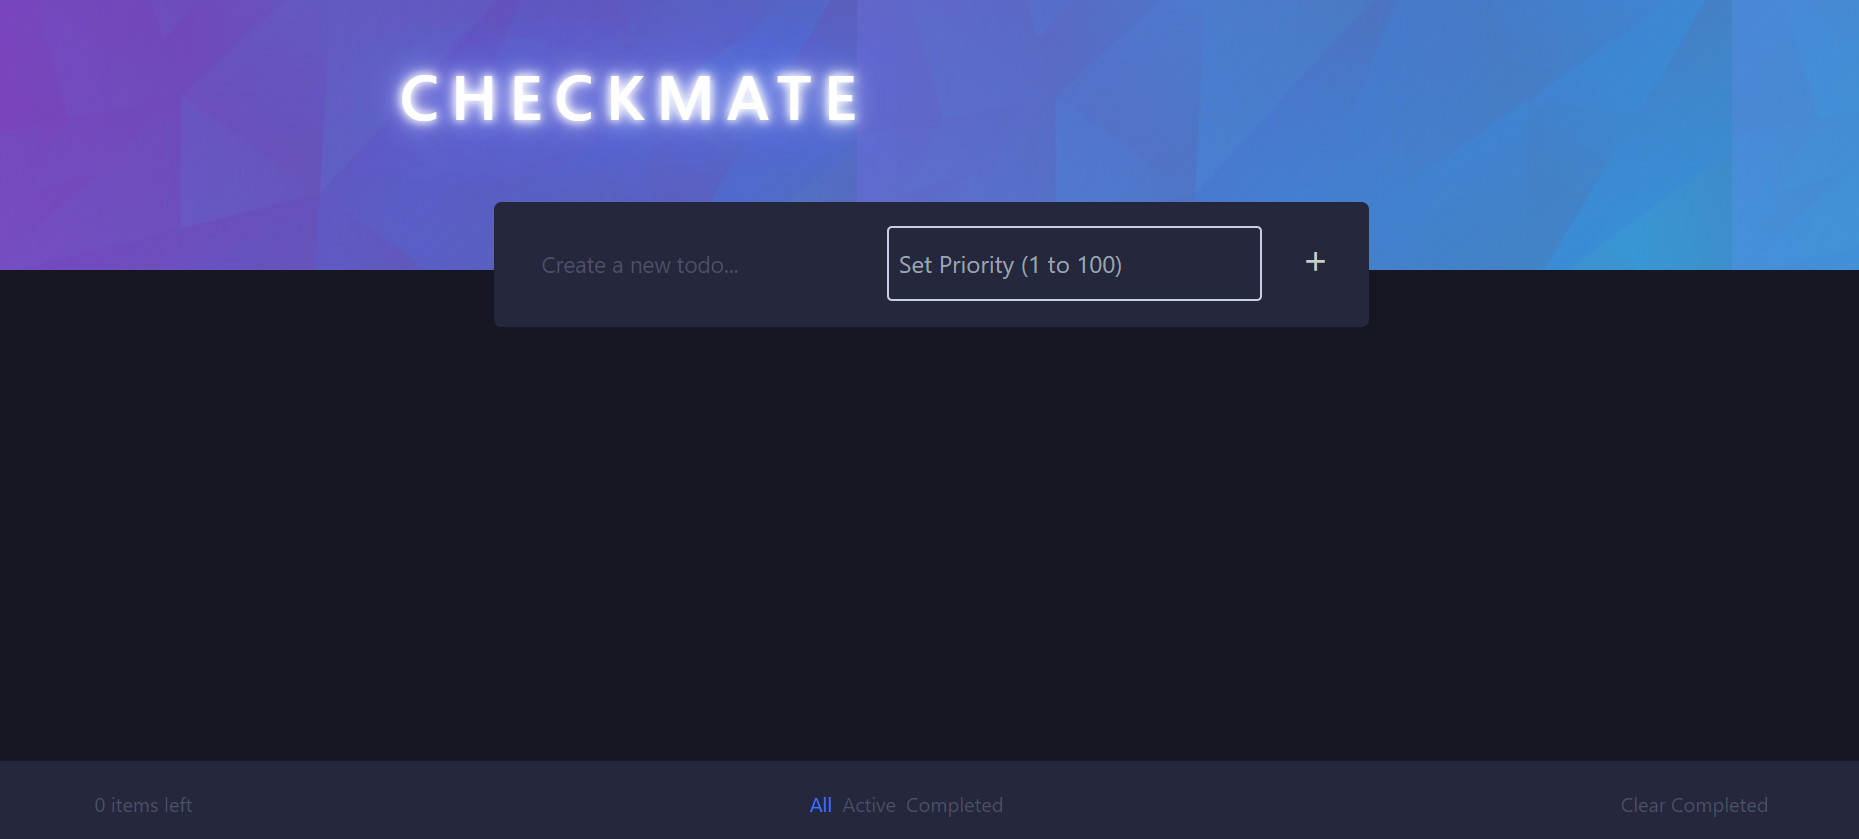 CHECKMATE
Create a new todo...
Set Priority (1 to 100)
+
0 items left
All Active Completed
Clear Completed